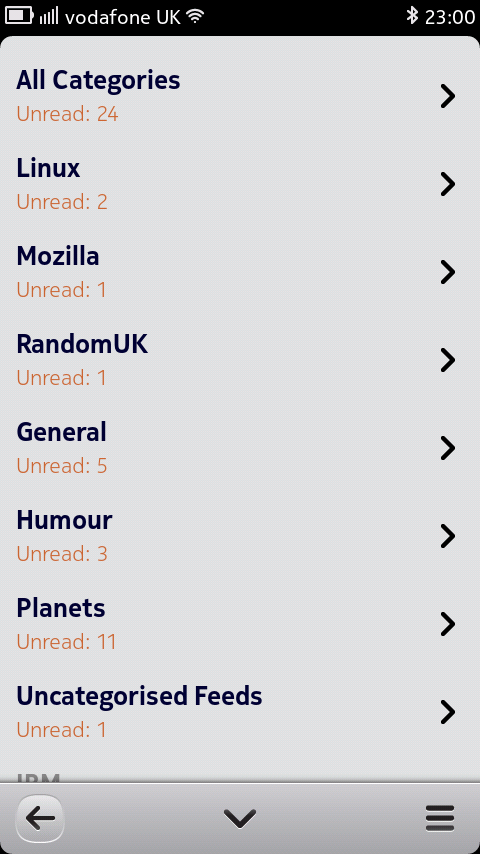 vodafone UK 23:00
All Categories
Unread: 24
Linux
Unread: 2
Mozilla
Unread: 1
RandomUK
Unread: 1
General
Unread: 5
Humour
Unread: 3
Planets
Unread: 11
Uncategorised Feeds
Unread: 1
IBM